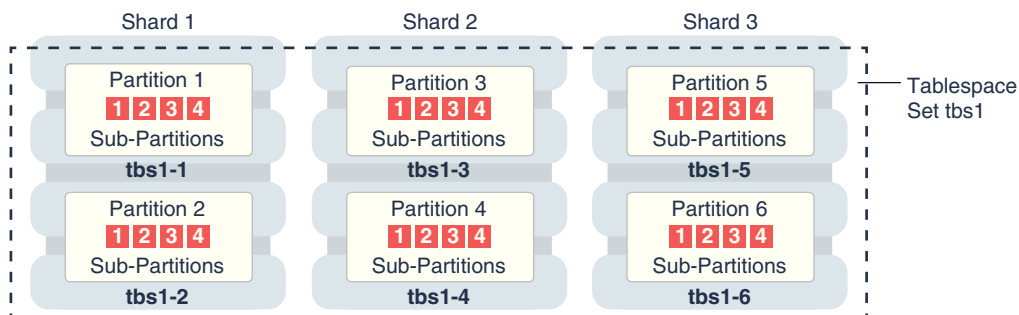 Shard 1
Shard 2
Shard 3
Partition 1
1 2 3 4
Sub-Partitions
tbs1-1
Partition 3
1 2 3 4
Sub-Partitions
tbs1-3
Partition 5
1 2 3 4
Sub-Partitions
tbs1-5
Tablespace
Set tbs1
Partition 2
1 2 3 4
Sub-Partitions
tbs1-2
Partition 4
1 2 3 4
Sub-Partitions
tbs1-4
Partition 6
1 2 3 4
Sub-Partitions
tbs1-6